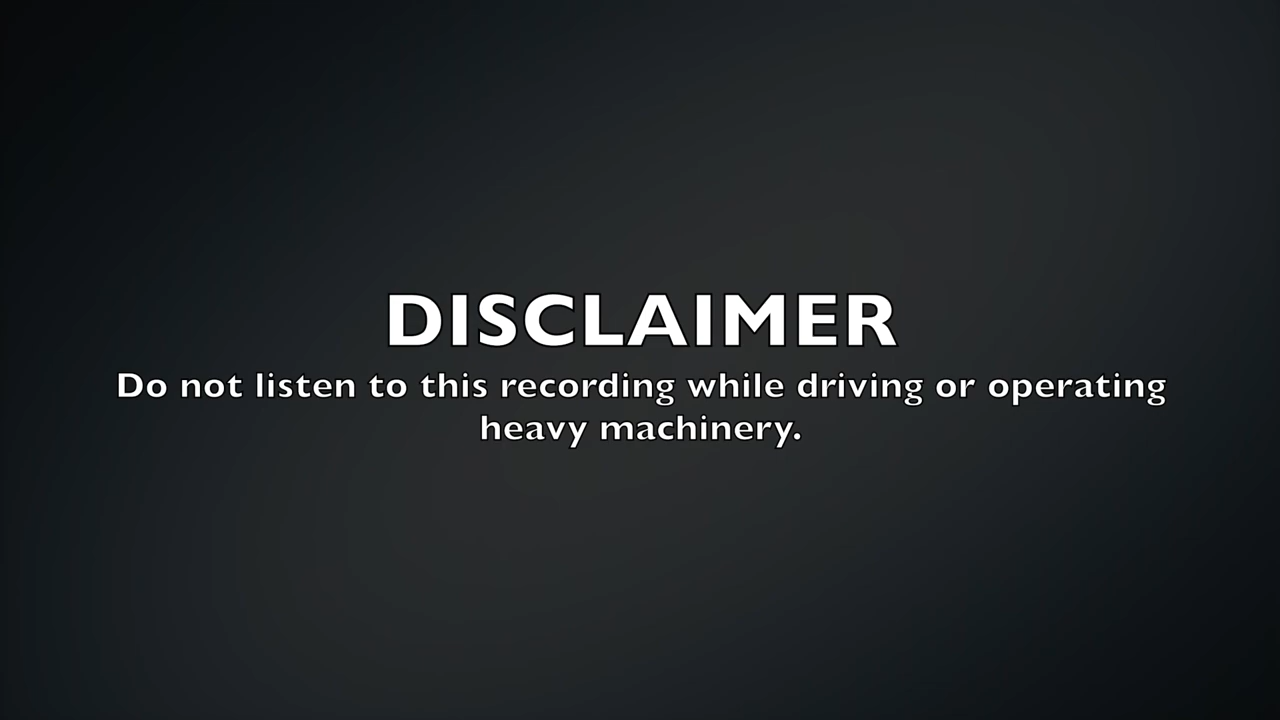 DISCLAIMER
Do not listen to this recording while driving or operating
heavy machinery.